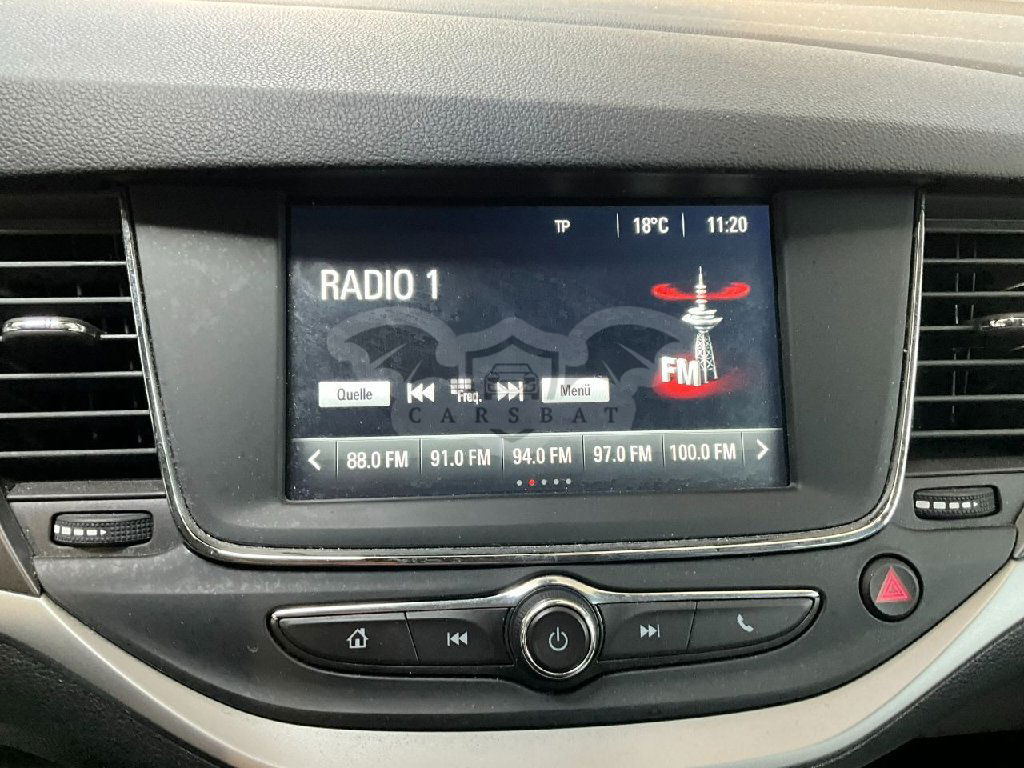 TP 18°C 11:20
RADIO 1
FM
Quelle Freq. Menü
CARSBAT
88.0 FM 91.0 FM 94.0 FM 97.0 FM 100.0 FM